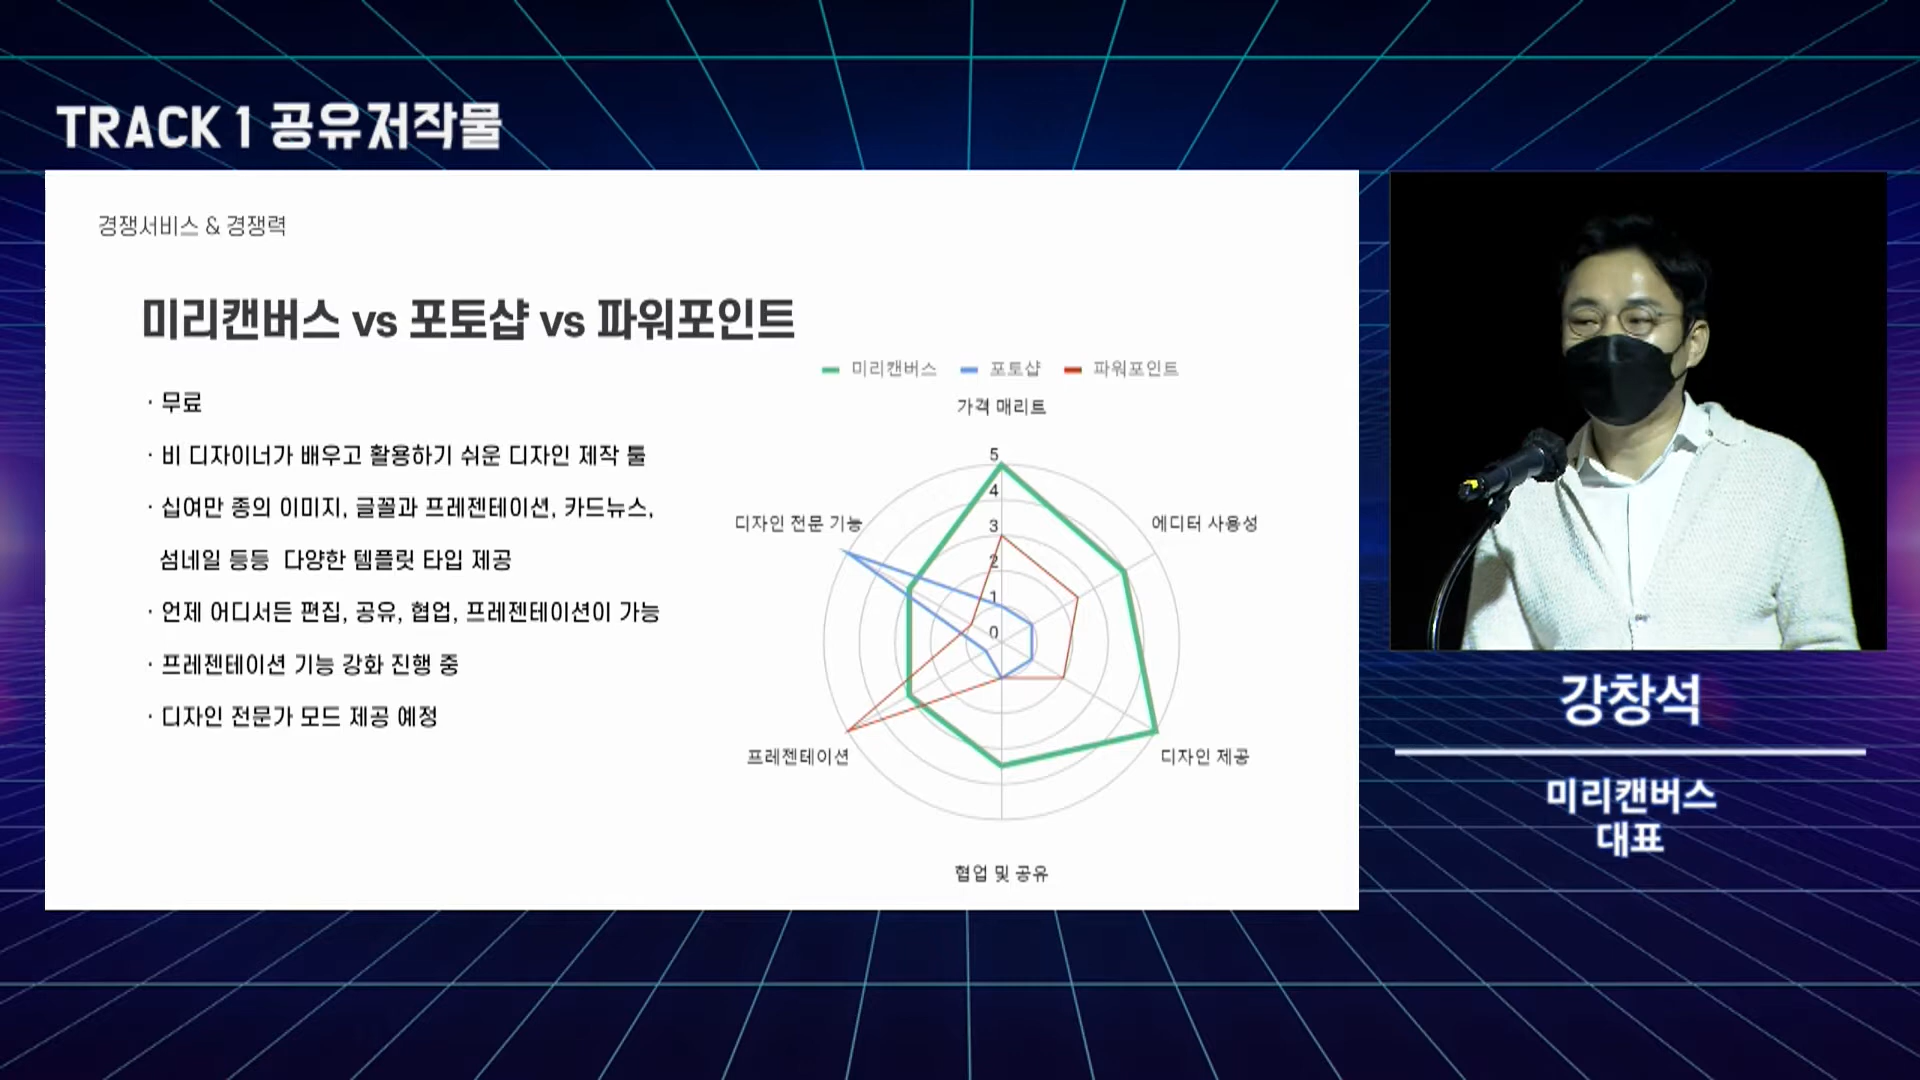 TRACK 1 공유저작물
경쟁서비스 & 경쟁력
미리캔버스 vs 포토샵 vs 파워포인트
· 무료
· 비 디자이너가 배우고 활용하기 쉬운 디자인 제작 툴
· 십여만 종의 이미지, 글꼴과 프레젠테이션, 카드뉴스,
섬네일 등등 다양한 템플릿 타입 제공
· 언제 어디서든 편집, 공유, 협업, 프레젠테이션이 가능
· 프레젠테이션 기능 강화 진행 중
· 디자인 전문가 모드 제공 예정
미리캔버스 포토샵 파워포인트
가격 매리트
5
4
3
2
1
0
디자인 전문 기능
에디터 사용성
프레젠테이션
디자인 제공
협업 및 공유
강창석
미리캔버스
대표